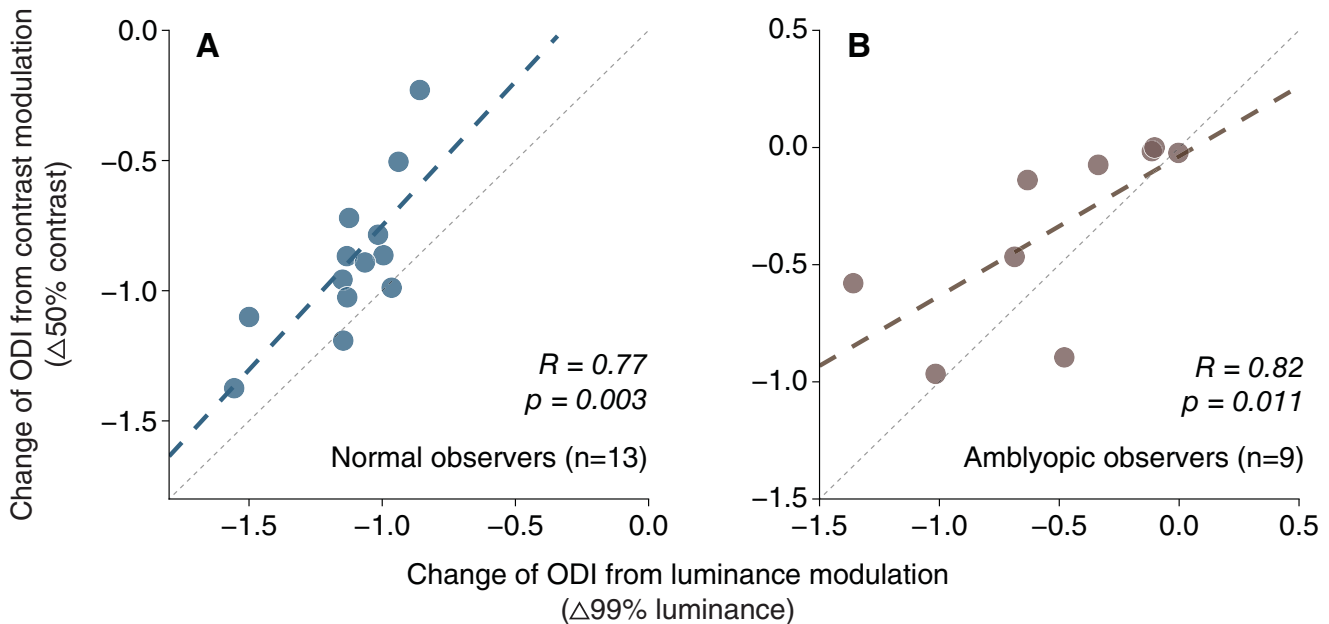 Change of ODI from contrast modulation
(△50% contrast)
A
0.0
−0.5
−1.0
−1.5
−1.5
−1.0
−0.5
0.0
R = 0.77
p = 0.003
Normal observers (n=13)
B
0.5
0.0
−0.5
−1.0
−1.5
−1.5
−1.0
−0.5
0.0
0.5
R = 0.82
p = 0.011
Amblyopic observers (n=9)
Change of ODI from luminance modulation
(△99% luminance)